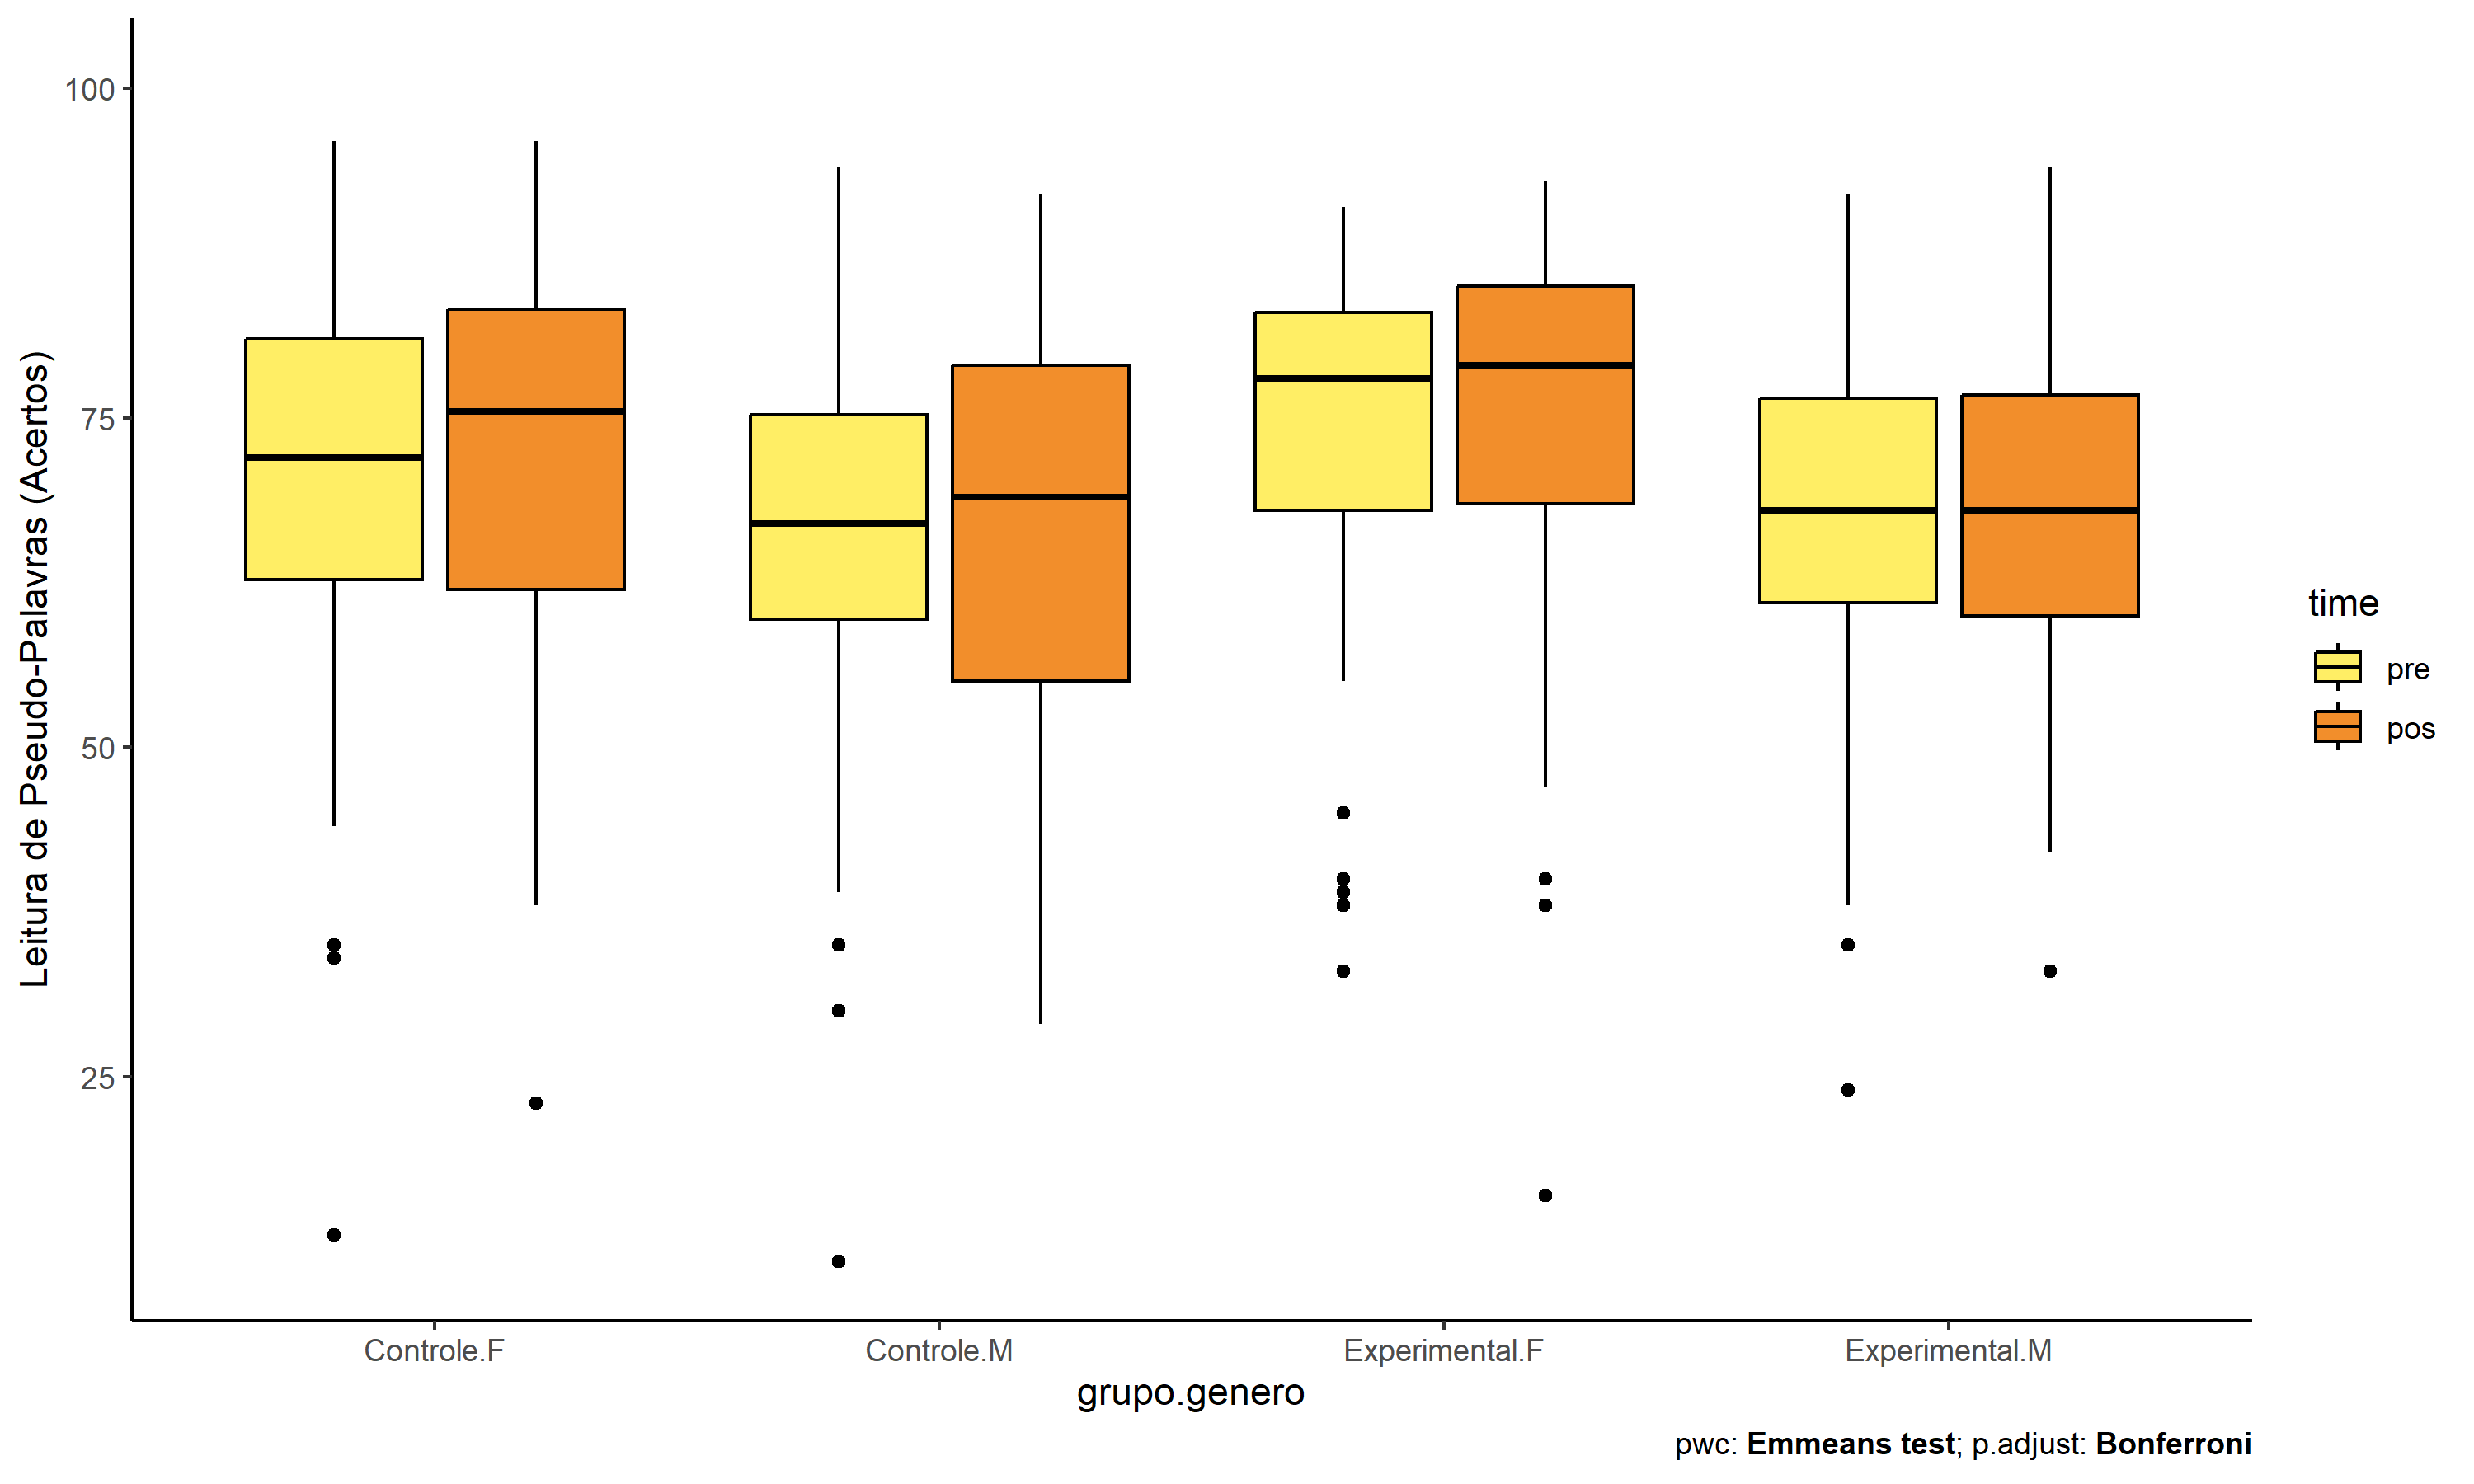 Leitura de Pseudo-Palavras (Acertos)
100
75
50
25
Controle.F
Controle.M
Experimental.F
Experimental.M
grupo.genero
time
pre
pos
pwc: Emmeans test; p.adjust: Bonferroni